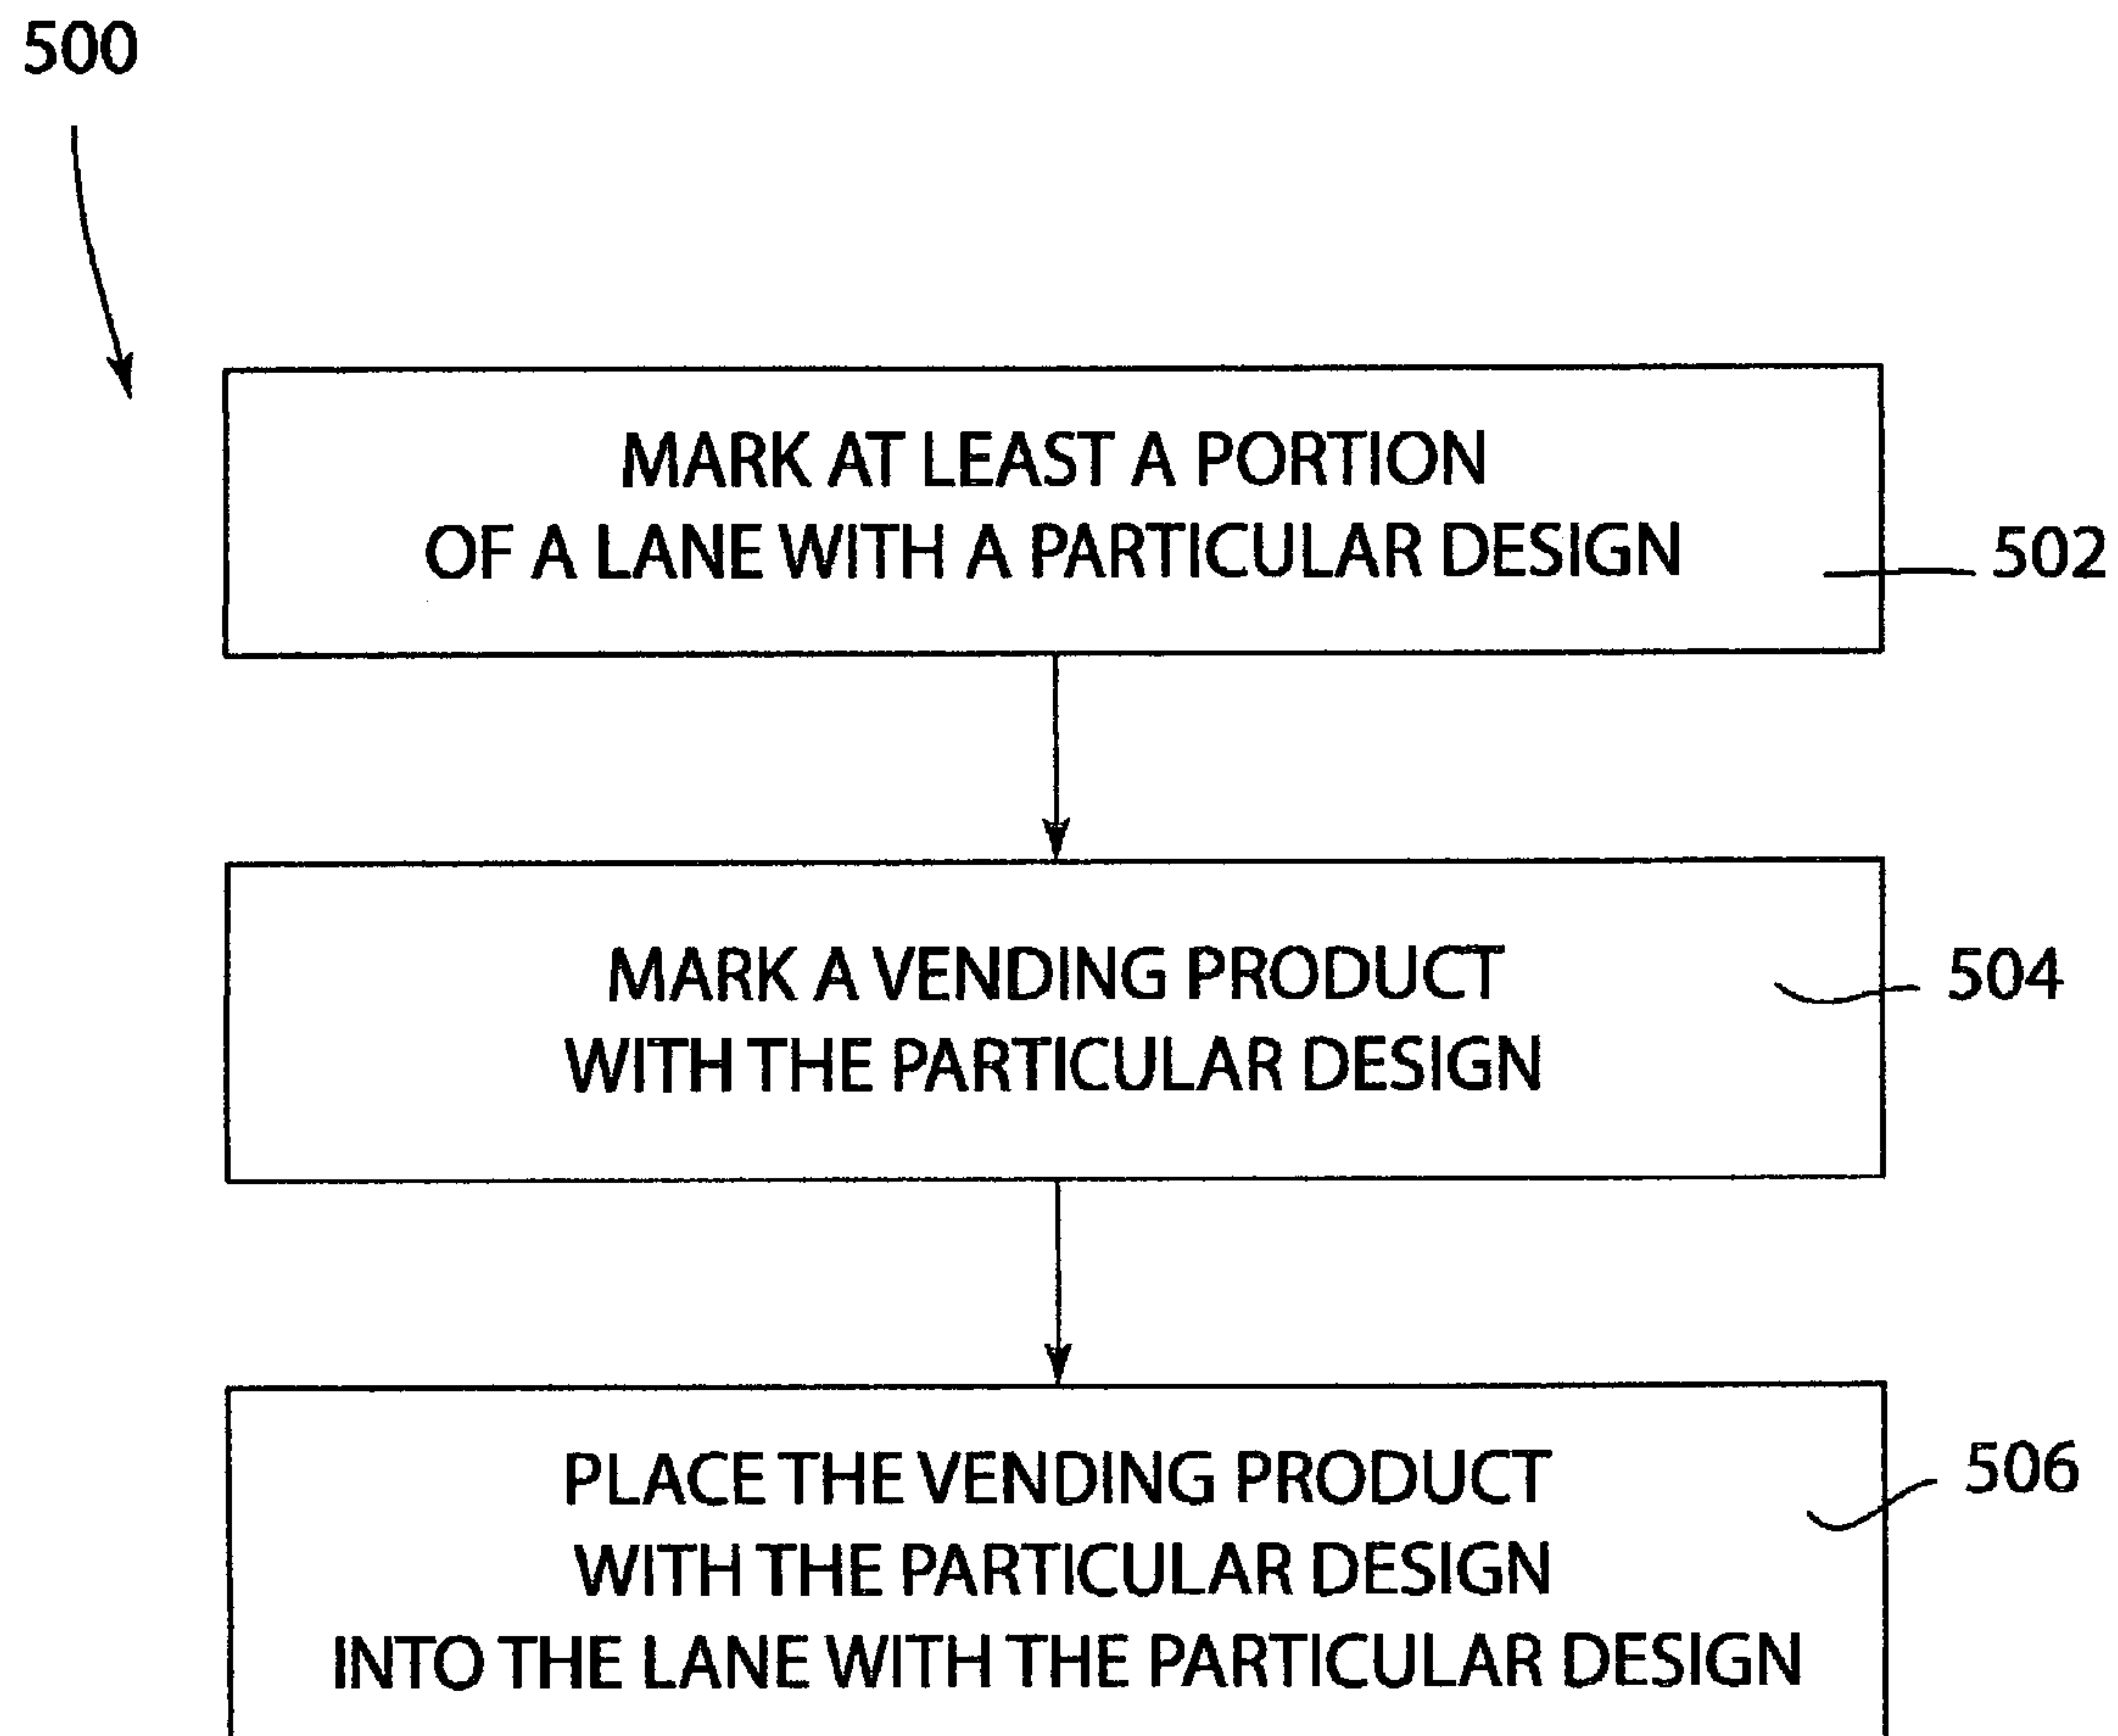 500
MARK AT LEAST A PORTION
OF A LANE WITH A PARTICULAR DESIGN
502
MARK A VENDING PRODUCT
WITH THE PARTICULAR DESIGN
504
PLACE THE VENDING PRODUCT
WITH THE PARTICULAR DESIGN
INTO THE LANE WITH THE PARTICULAR DESIGN
506